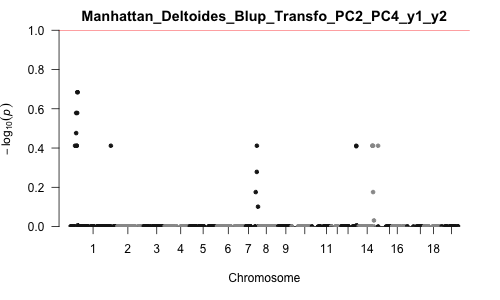 Manhattan_Deltoides_Blup_Transfo_PC2_PC4_y1_y2
1.0
0.8
0.6
0.4
0.2
0.0
− log10(p)
1 2 3 4 5 6 7 8 9 11 14 16 18
Chromosome